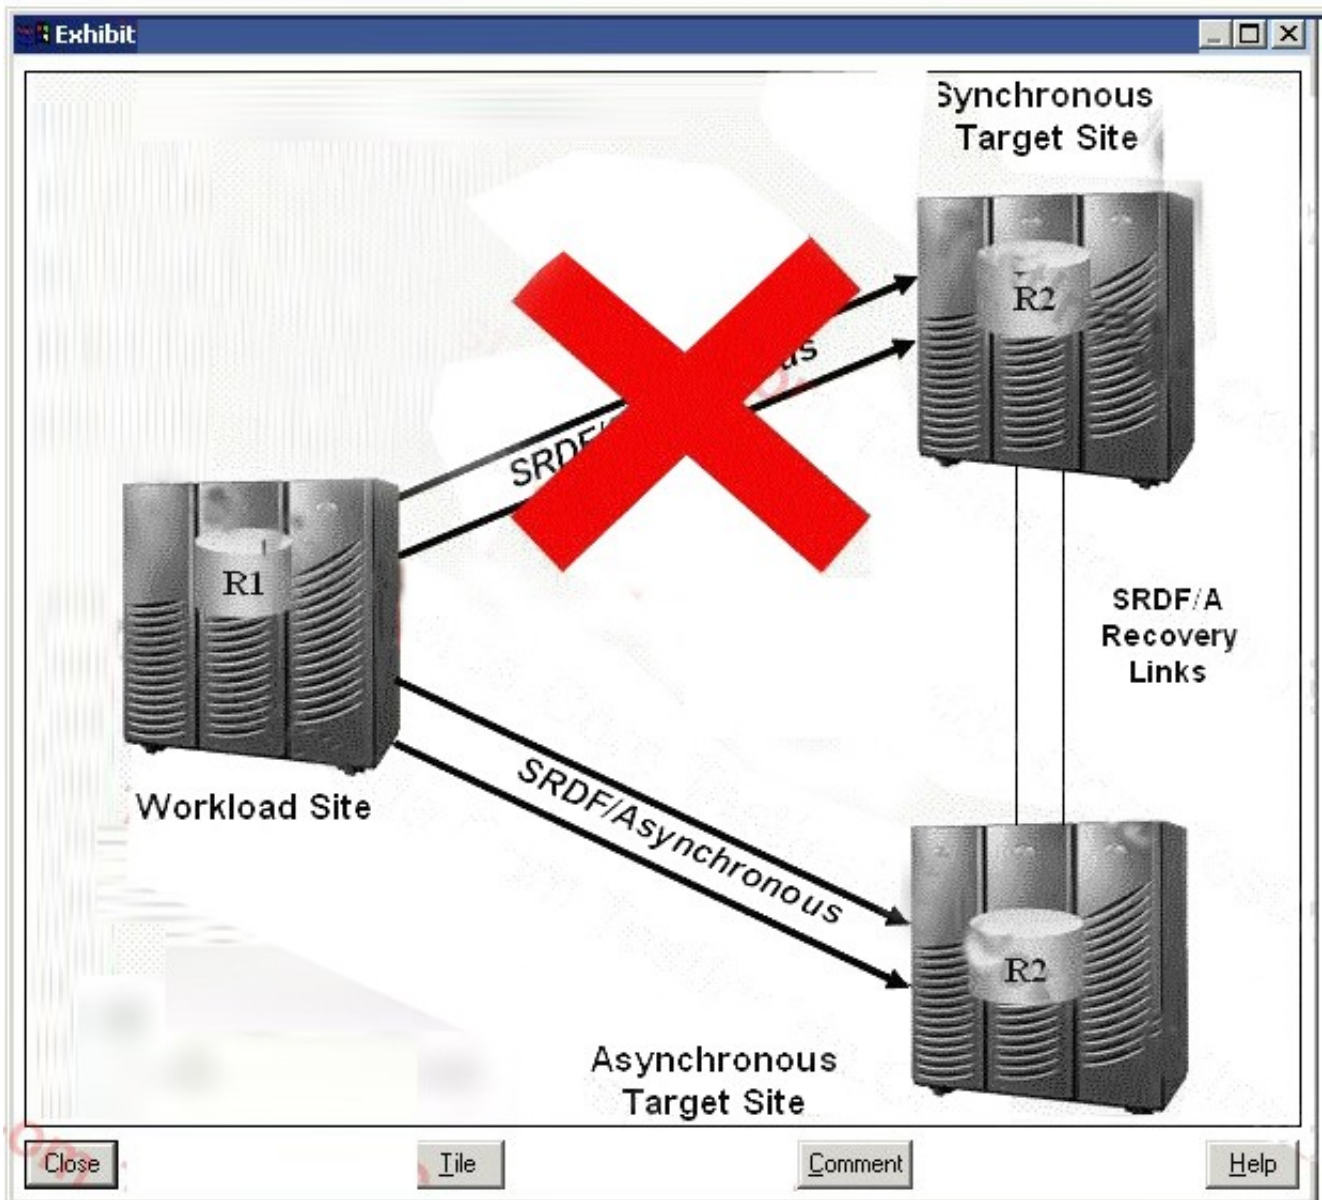 Exhibit
Synchronous
Target Site
R2
SRDF/
R1
SRDF/A
Recovery
Links
SRDF/Asynchronous
Workload Site
R2
Asynchronous
Target Site
Close
Tile
Comment
Help